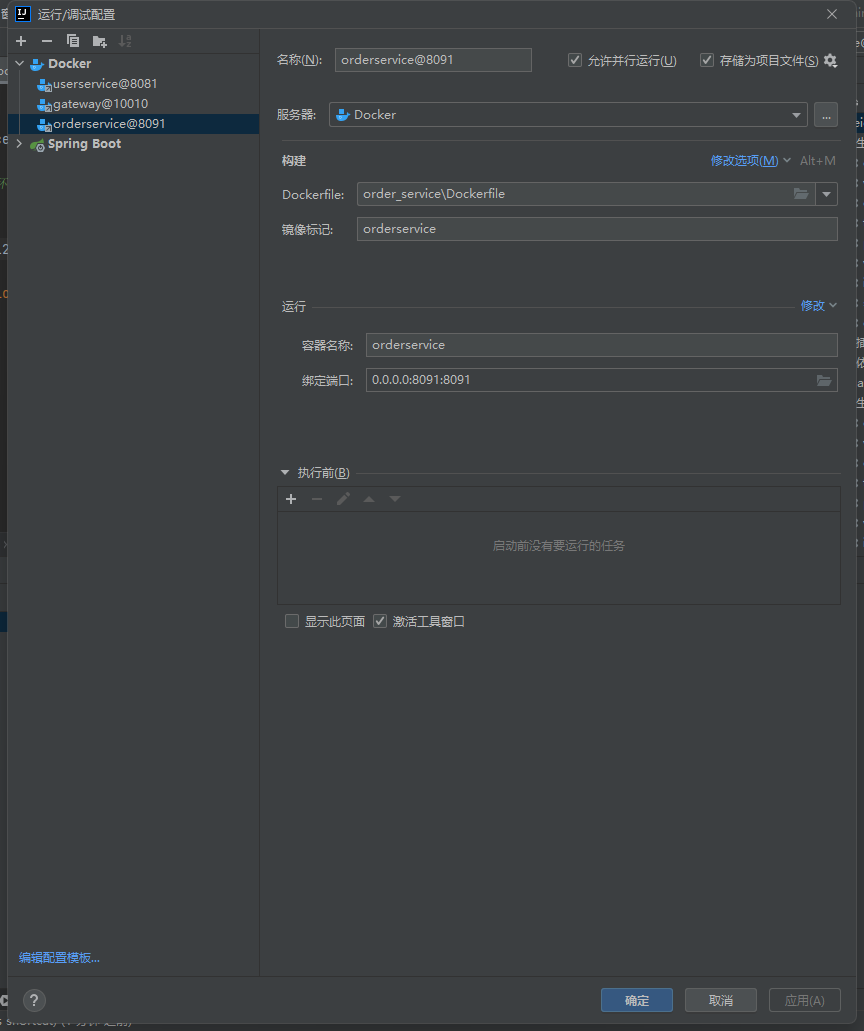 运行/调试配置
Docker
userservice@8081
gateway@10010
orderservice@8091
Spring Boot
编辑配置模板...
名称(N):
orderservice@8091
允许并行运行(U)
存储为项目文件(S)
服务器:
Docker
...
构建
修改选项(M)
Alt+M
Dockerfile:
order_service\Dockerfile
镜像标记:
orderservice
运行
修改
容器名称:
orderservice
绑定端口:
0.0.0.0:8091:8091
执行前(B)
启动前没有要运行的任务
显示此页面
激活工具窗口
?
确定
取消
应用(A)